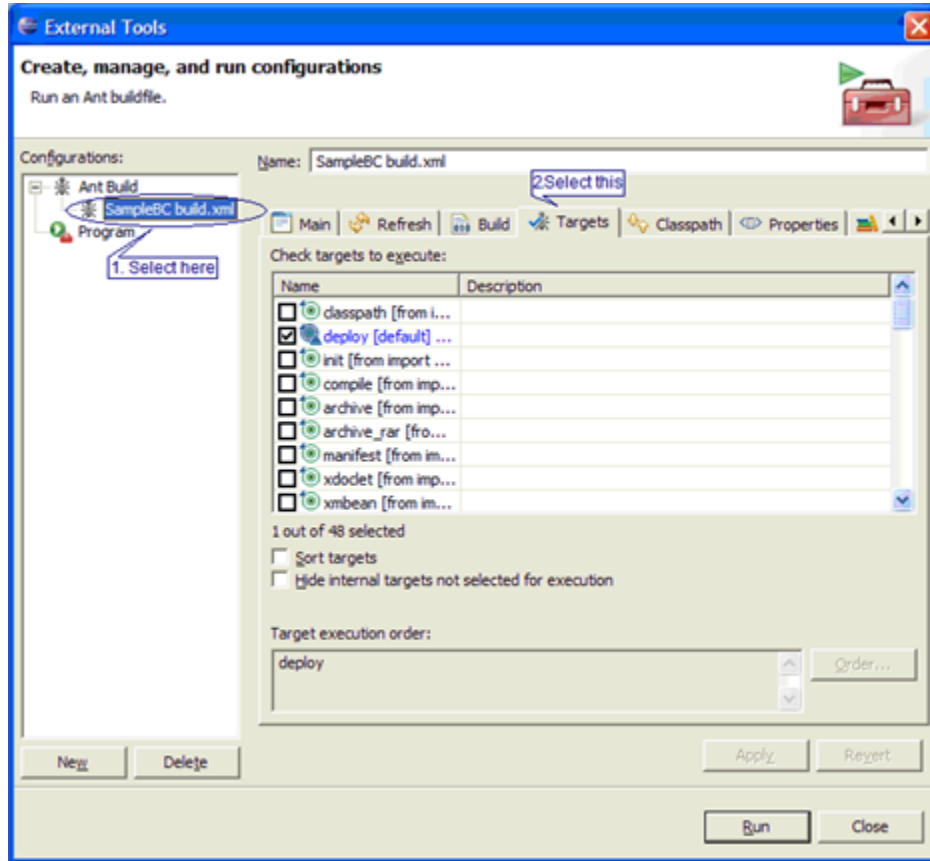 External Tools
Create, manage, and run configurations
Run an Ant buildfile.
Configurations:
Ant Build
SampleBC build.xml
Program
1. Select here
Name: SampleBC build.xml
2.Select this
Main Refresh Build Targets Classpath Properties
Check targets to execute:
Name Description
classpath [from i...
deploy [default] ...
init [from import ...
compile [from imp...
archive [from imp...
archive_rar [fro...
manifest [from im...
xdoclet [from imp...
xmbean [from im...
1 out of 48 selected
Sort targets
Hide internal targets not selected for execution
Target execution order:
deploy
Order...
New Delete
Apply Revert
Run Close